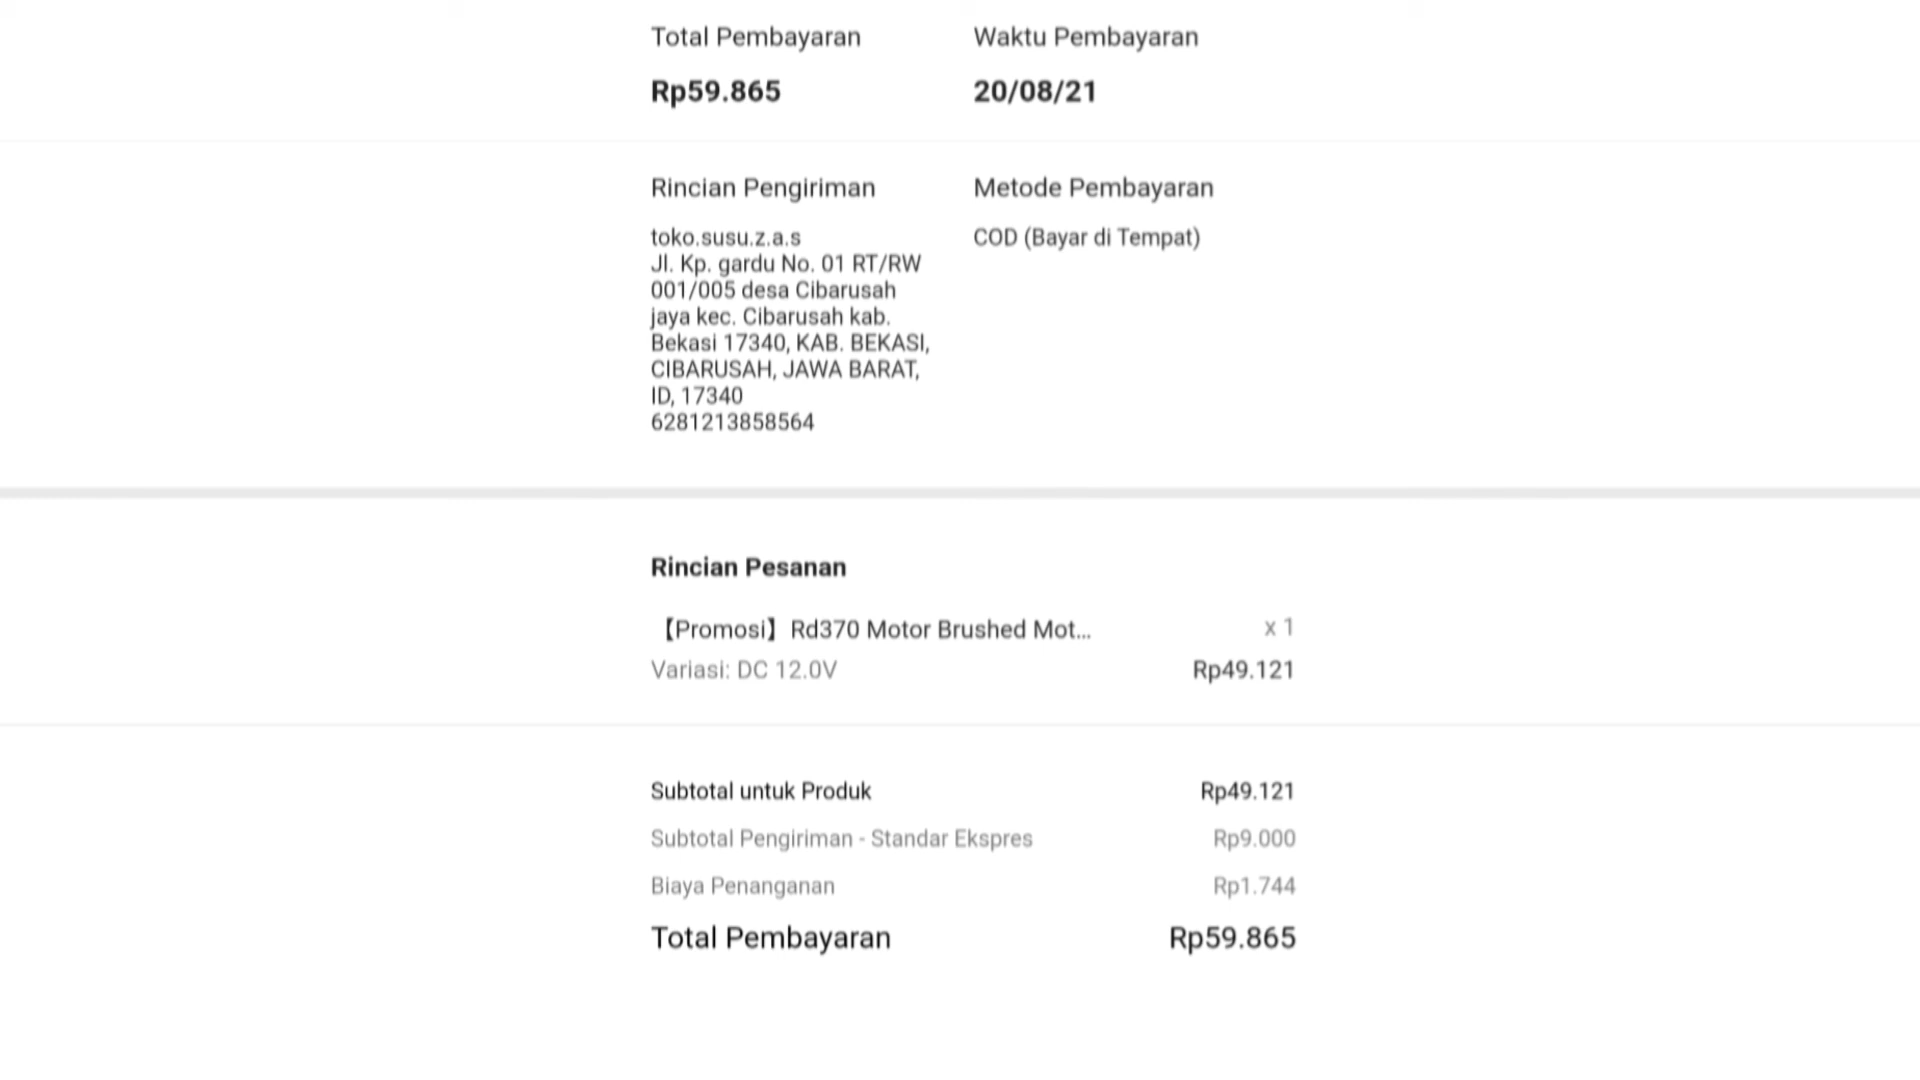 Total Pembayaran
Rp59.865
Waktu Pembayaran
20/08/21
Rincian Pengiriman
toko.susu.z.a.s
Jl. Kp. gardu No. 01 RT/RW
001/005 desa Cibarusah
jaya kec. Cibarusah kab.
Bekasi 17340, KAB. BEKASI,
CIBARUSAH, JAWA BARAT,
ID, 17340
6281213858564
Metode Pembayaran
COD (Bayar di Tempat)
Rincian Pesanan
【Promosi】Rd370 Motor Brushed Mot... x 1
Variasi: DC 12.0V Rp49.121
Subtotal untuk Produk Rp49.121
Subtotal Pengiriman - Standar Ekspres Rp9.000
Biaya Penanganan Rp1.744
Total Pembayaran Rp59.865